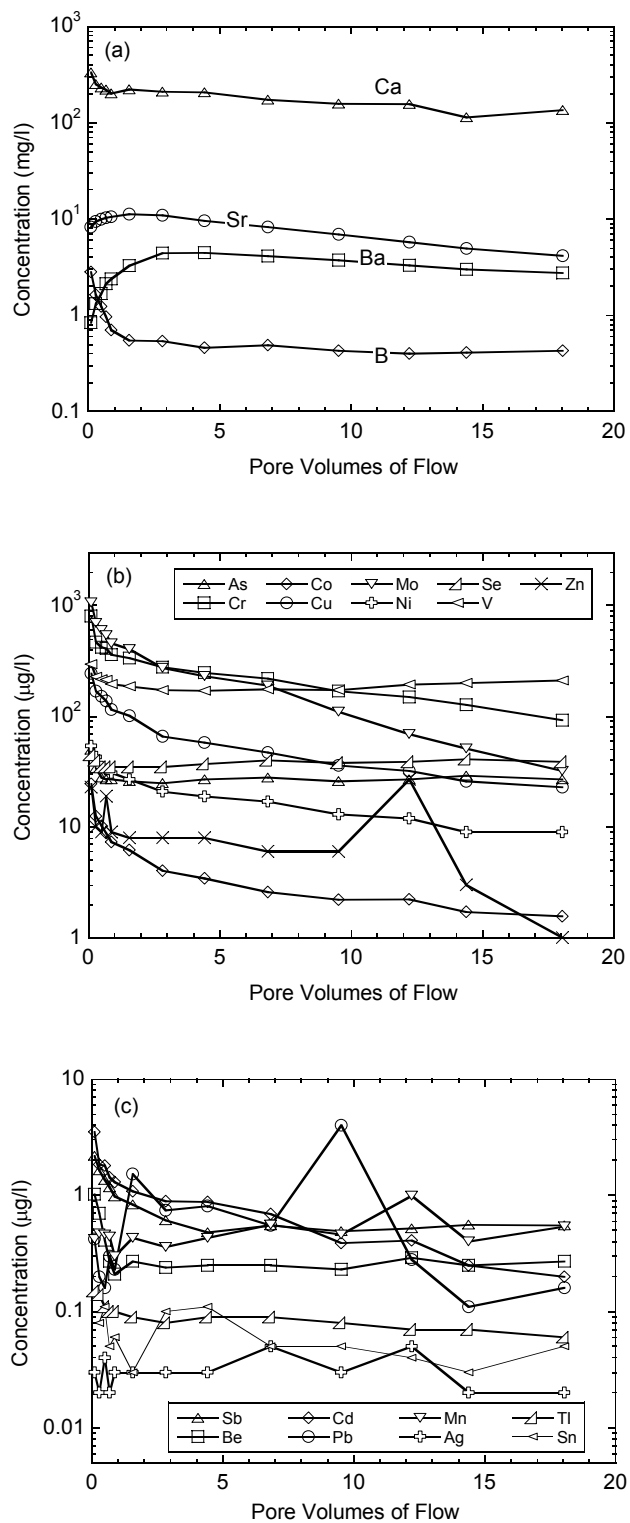 (a)
10³
10²
10¹
1
0.1
Concentration (mg/l)
Ca
Sr
Ba
B
0 5 10 15 20
Pore Volumes of Flow
(b)
As Co Mo Se Zn
Cr Cu Ni V
10³
10²
10
1
Concentration (µg/l)
0 5 10 15 20
Pore Volumes of Flow
(c)
10
1
0.1
0.01
Concentration (µg/l)
Sb Cd Mn Tl
Be Pb Ag Sn
0 5 10 15 20
Pore Volumes of Flow